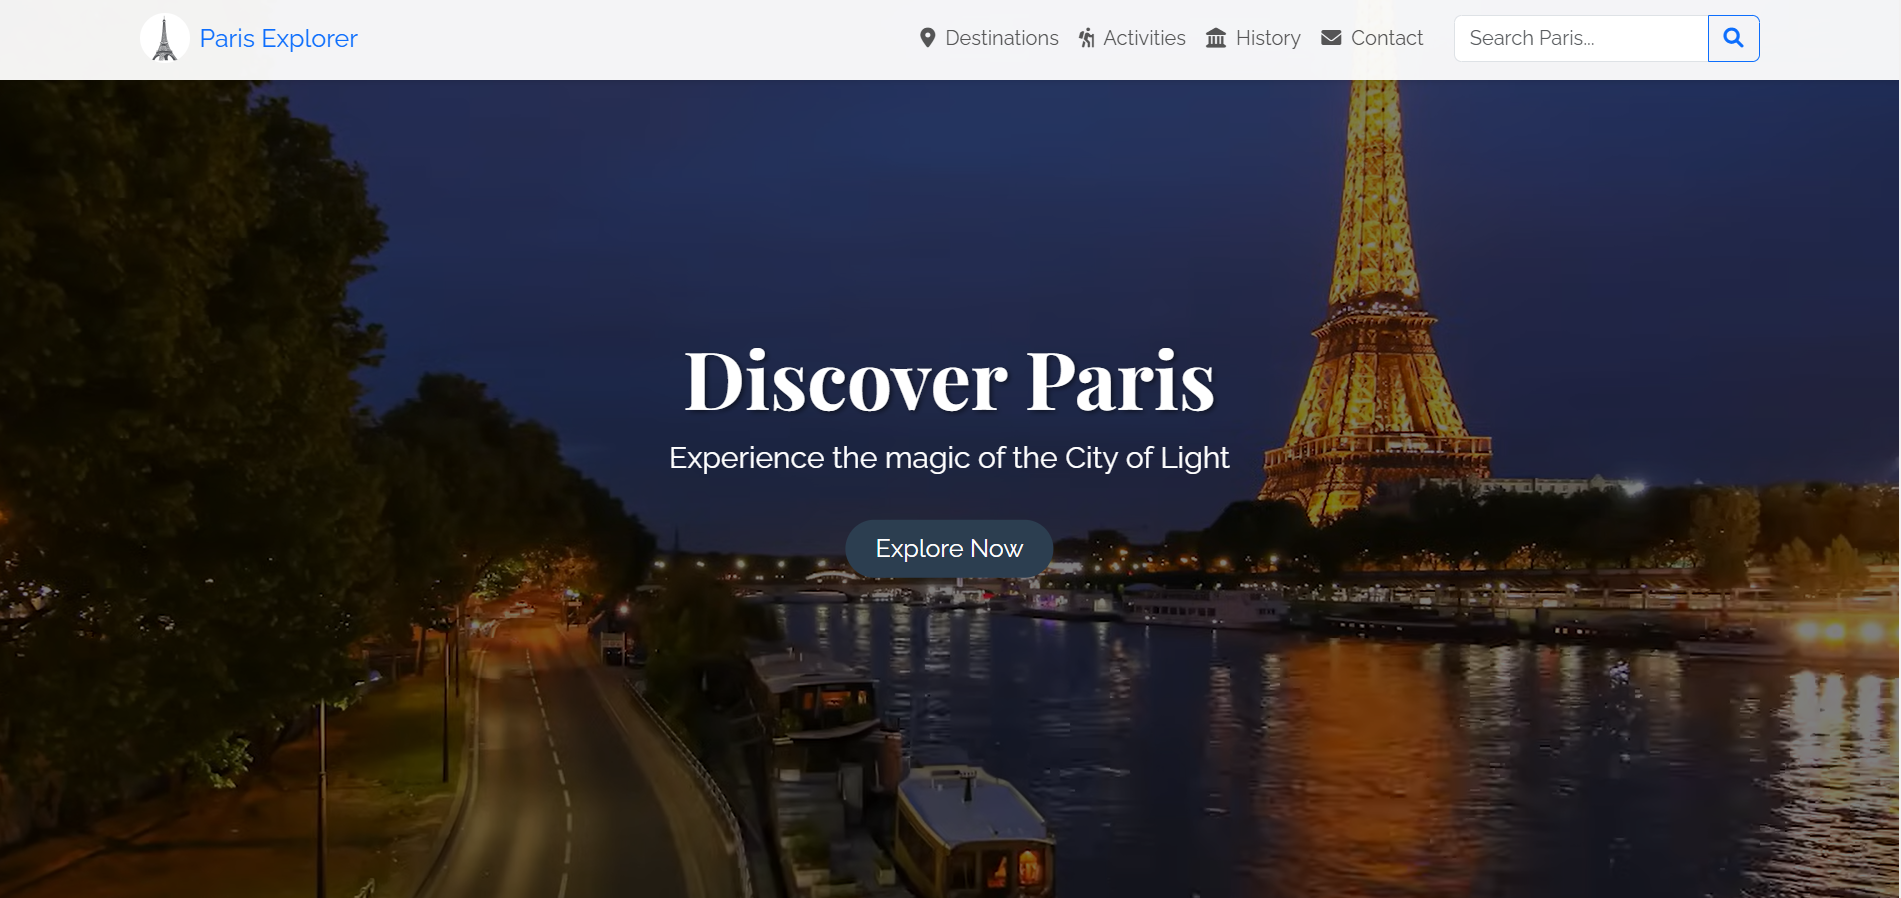 Paris Explorer
Destinations
Activities
History
Contact
Search Paris...
Discover Paris
Experience the magic of the City of Light
Explore Now